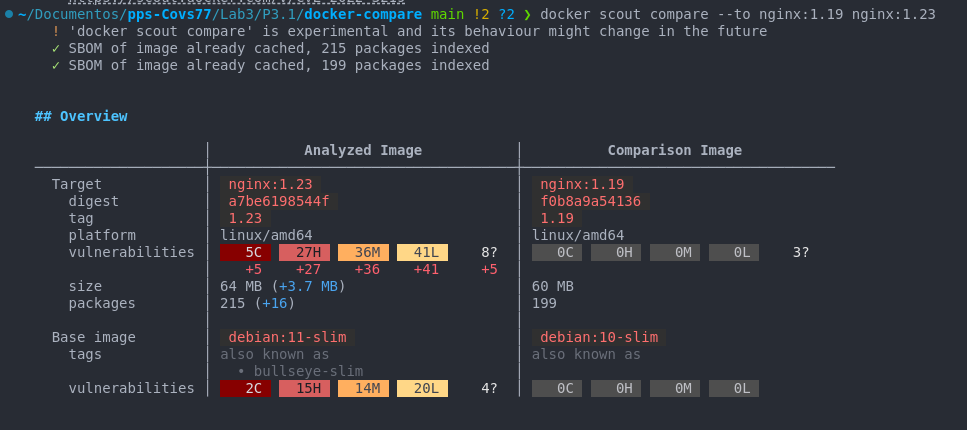 ~/Documentos/pps-Covs77/Lab3/P3.1/docker-compare main !2 ?2 ❯ docker scout compare --to nginx:1.19 nginx:1.23
! 'docker scout compare' is experimental and its behaviour might change in the future
✓ SBOM of image already cached, 215 packages indexed
✓ SBOM of image already cached, 199 packages indexed
## Overview
│ Analyzed Image │ Comparison Image
Target │ nginx:1.23 │ nginx:1.19
digest │ a7be6198544f │ f0b8a9a54136
tag │ 1.23 │ 1.19
platform │ linux/amd64 │ linux/amd64
vulnerabilities │ 5C 27H 36M 41L 8? │ 0C 0H 0M 0L 3?
│ +5 +27 +36 +41 +5 │
size │ 64 MB (+3.7 MB) │ 60 MB
packages │ 215 (+16) │ 199
│ │
Base image │ debian:11-slim │ debian:10-slim
tags │ also known as │ also known as
│ • bullseye-slim │
vulnerabilities │ 2C 15H 14M 20L 4? │ 0C 0H 0M 0L